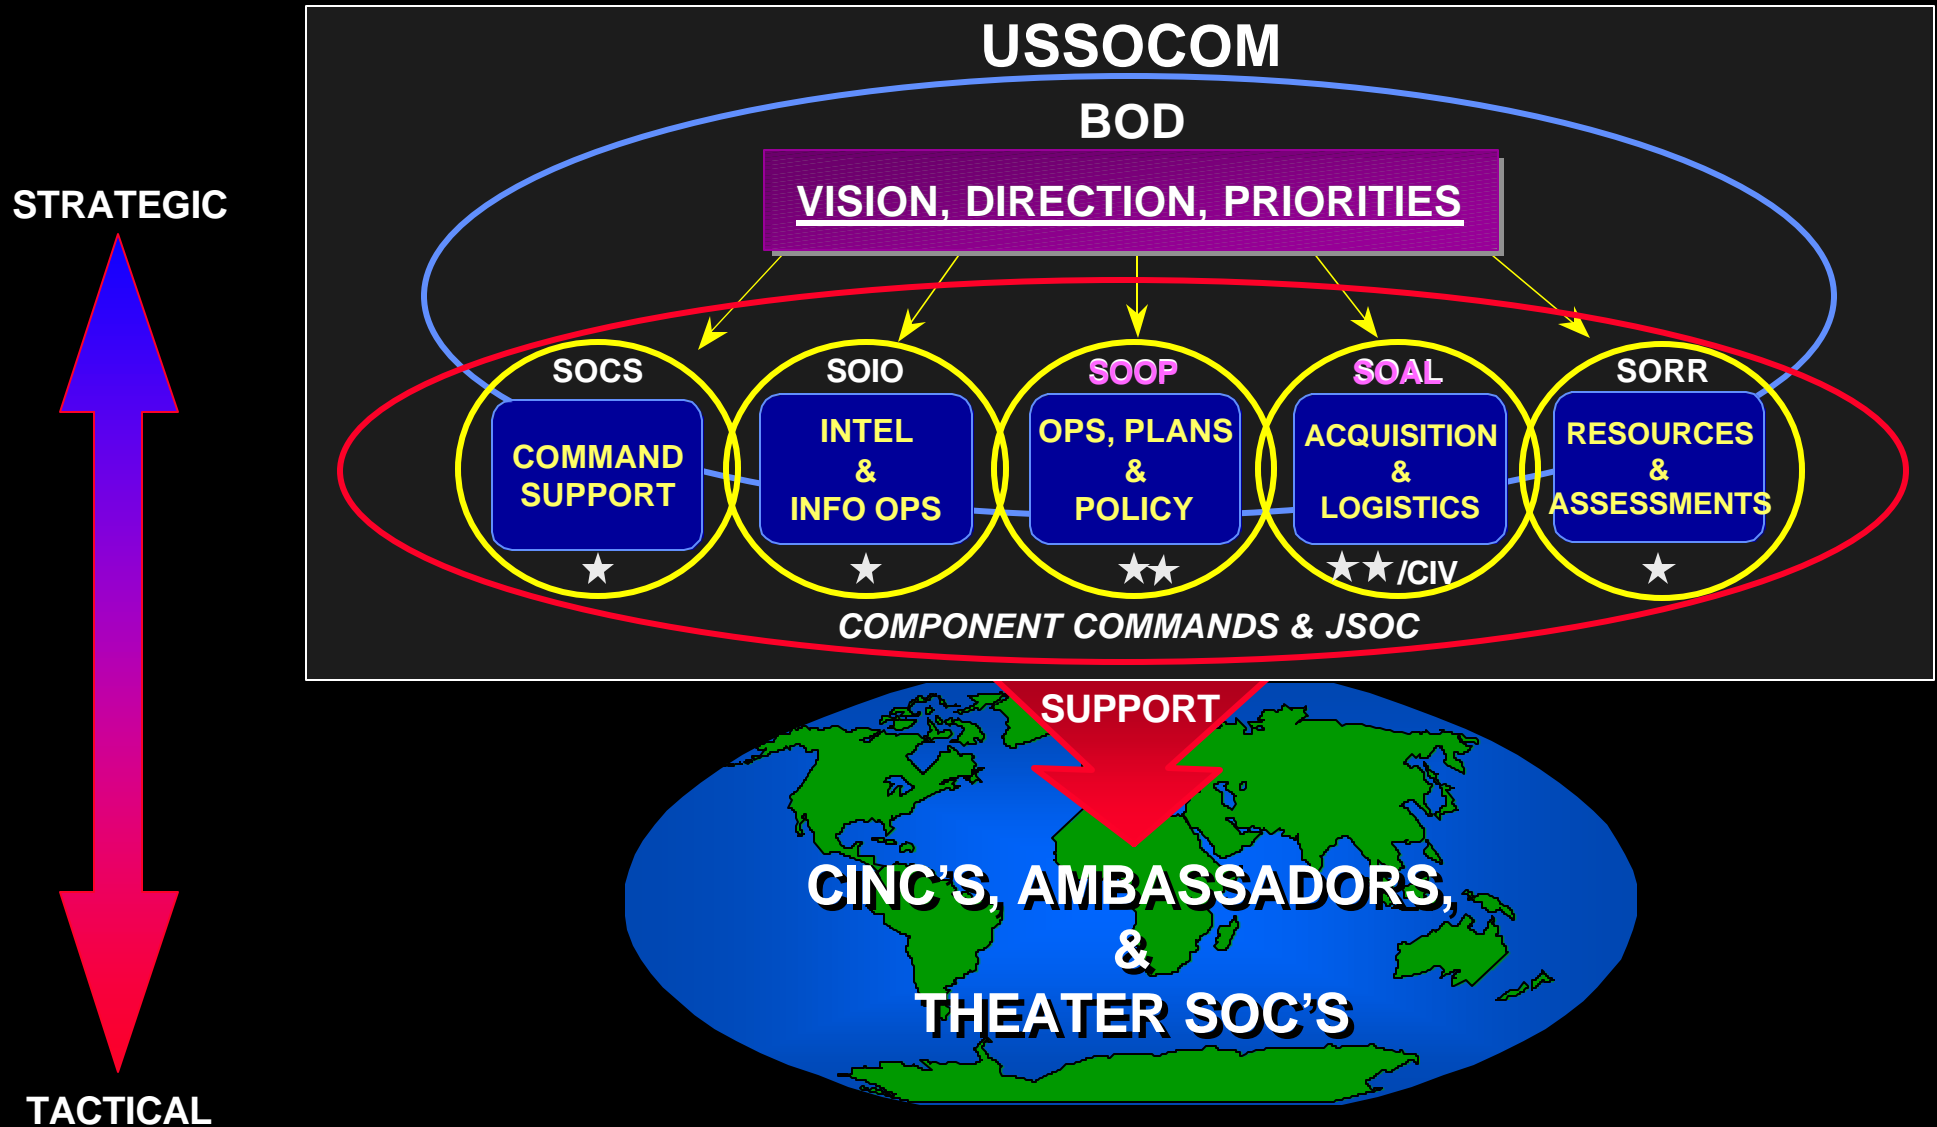 USSOCOM
BOD
VISION, DIRECTION, PRIORITIES
STRATEGIC
SOCS
COMMAND
SUPPORT
SOIO
INTEL
&
INFO OPS
SOOP
OPS, PLANS
&
POLICY
SOAL
ACQUISITION
&
LOGISTICS
/CIV
SORR
RESOURCES
&
ASSESSMENTS
COMPONENT COMMANDS & JSOC
SUPPORT
CINC’S, AMBASSADORS,
&
THEATER SOC’S
TACTICAL